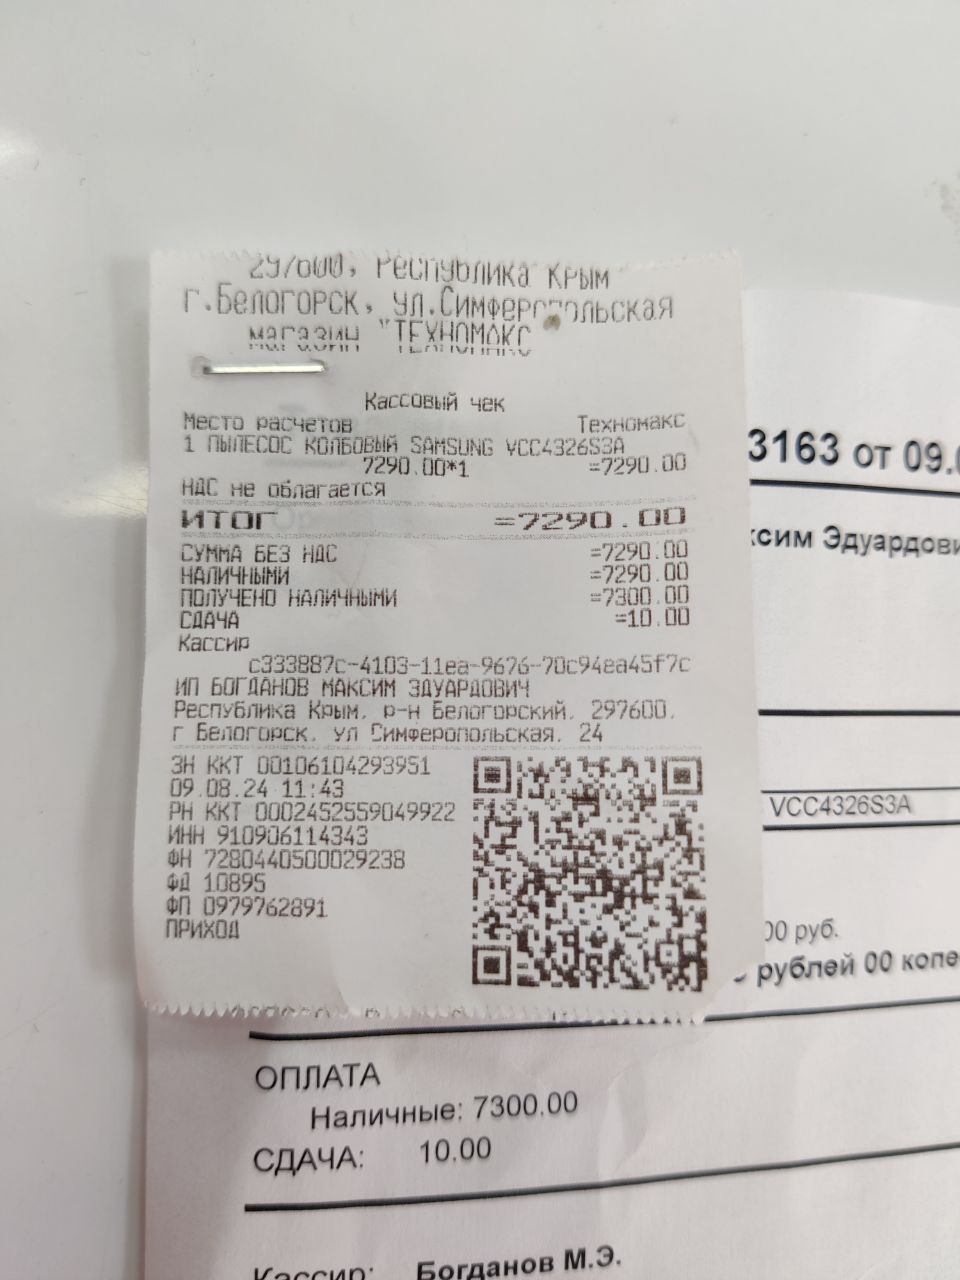 297600, Республика Крым
г.Белогорск, ул.Симферопольская
магазин "ТЕХНОМАКС"
Кассовый чек
Место расчетов Техномакс
1 ПЫЛЕСОС КОЛБОВЫЙ SAMSUNG VCC4326S3A
7290.00*1 =7290.00
НДС не облагается
ИТОГ =7290.00
СУММА БЕЗ НДС =7290.00
НАЛИЧНЫМИ =7290.00
ПОЛУЧЕНО НАЛИЧНЫМИ =7300.00
СДАЧА =10.00
Кассир
c333887c-4103-11ea-9676-70c94ea45f7c
ИП БОГДАНОВ МАКСИМ ЭДУАРДОВИЧ
Республика Крым, р-н Белогорский, 297600,
г Белогорск, ул Симферопольская, 24
ЗН ККТ 00106104293951
09.08.24 11:43
РН ККТ 0002452559049922
ИНН 910906114343
ФН 7280440500029238
ФД 10895
ФП 0979762891
ПРИХОД
3163 от 09.0
ксим Эдуардови
VCC4326S3A
00 руб.
рублей 00 копе
ОПЛАТА
Наличные: 7300.00
СДАЧА: 10.00
Кассир: Богданов М.Э.